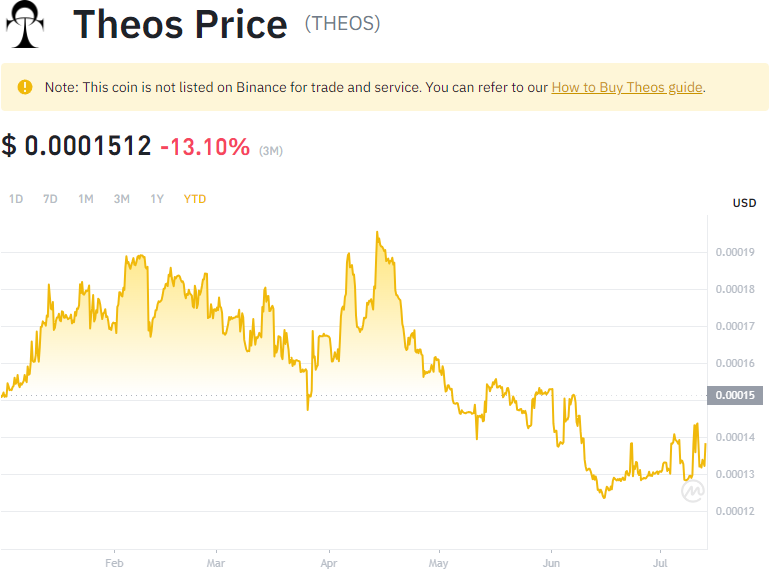 Theos Price (THEOS)
Note: This coin is not listed on Binance for trade and service. You can refer to our How to Buy Theos guide.
$ 0.0001512 -13.10% (3M)
1D 7D 1M 3M 1Y YTD
USD
0.00019
0.00018
0.00017
0.00016
0.00015
0.00014
0.00013
0.00012
Feb Mar Apr May Jun Jul